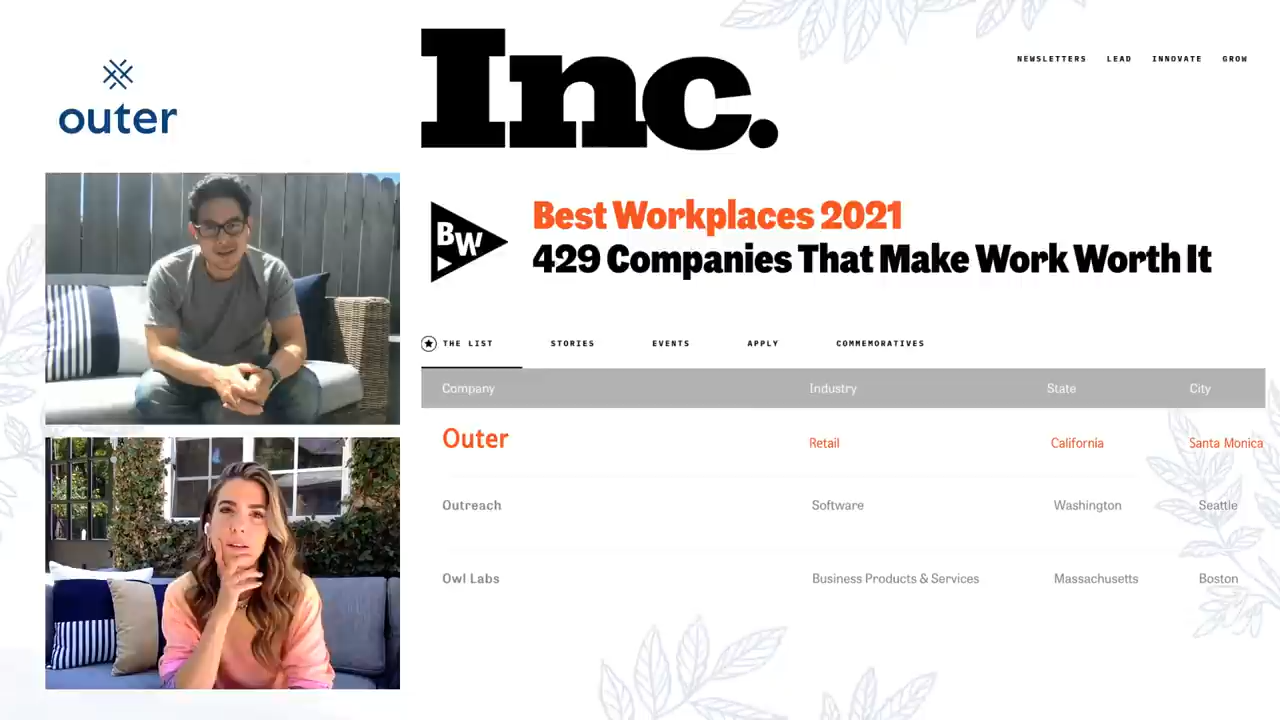 outer
Inc.
NEWSLETTERS LEAD INNOVATE GROW
BW
Best Workplaces 2021
429 Companies That Make Work Worth It
THE LIST STORIES EVENTS APPLY COMMEMORATIVES
Company Industry State City
Outer Retail California Santa Monica
Outreach Software Washington Seattle
Owl Labs Business Products & Services Massachusetts Boston